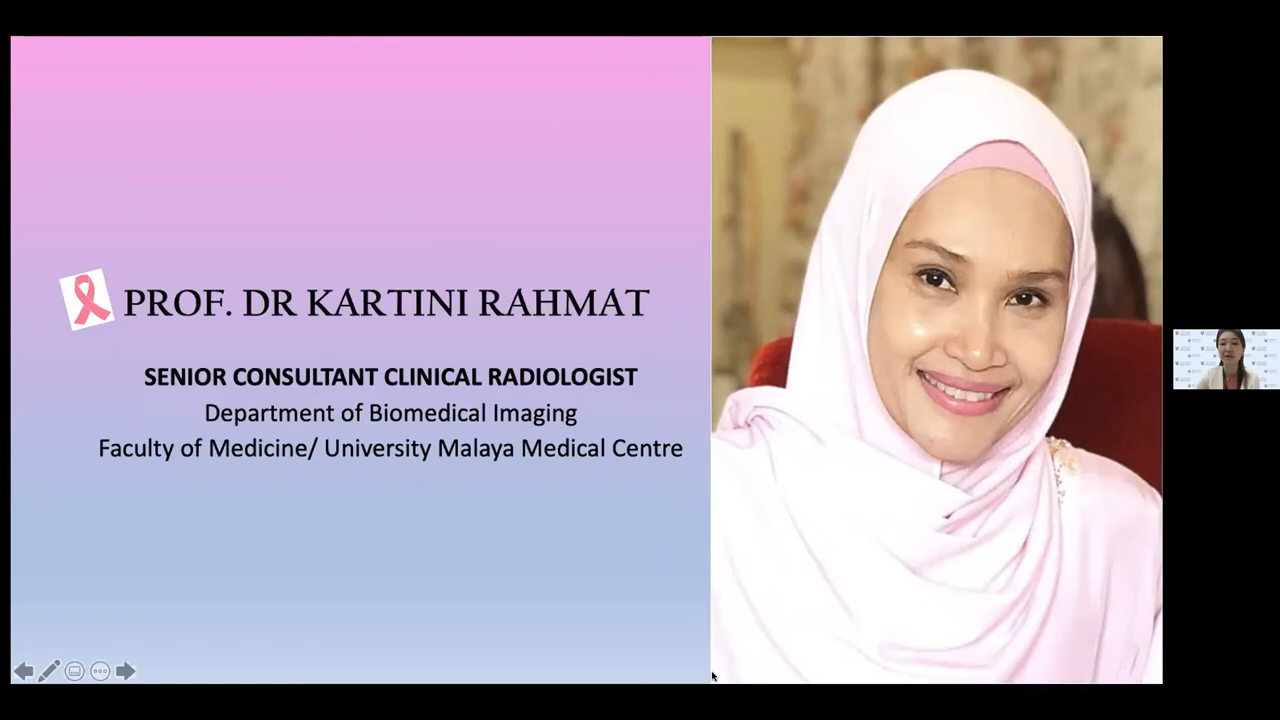 PROF. DR KARTINI RAHMAT
SENIOR CONSULTANT CLINICAL RADIOLOGIST
Department of Biomedical Imaging
Faculty of Medicine/ University Malaya Medical Centre